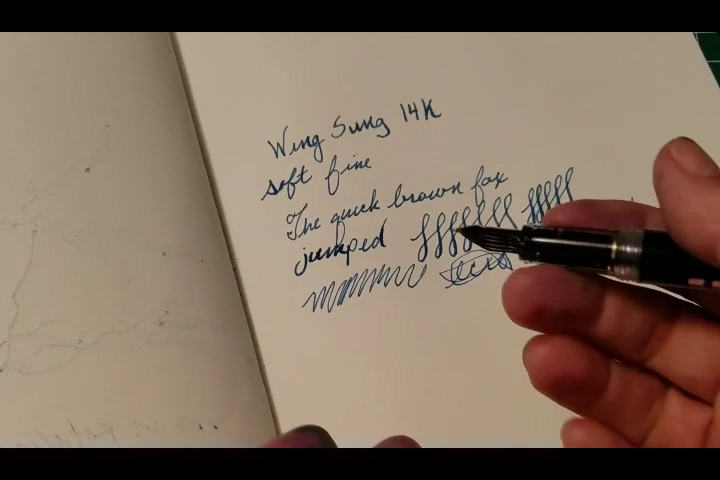 Wing Sung 14K
soft fine
The quick brown fox
jumped